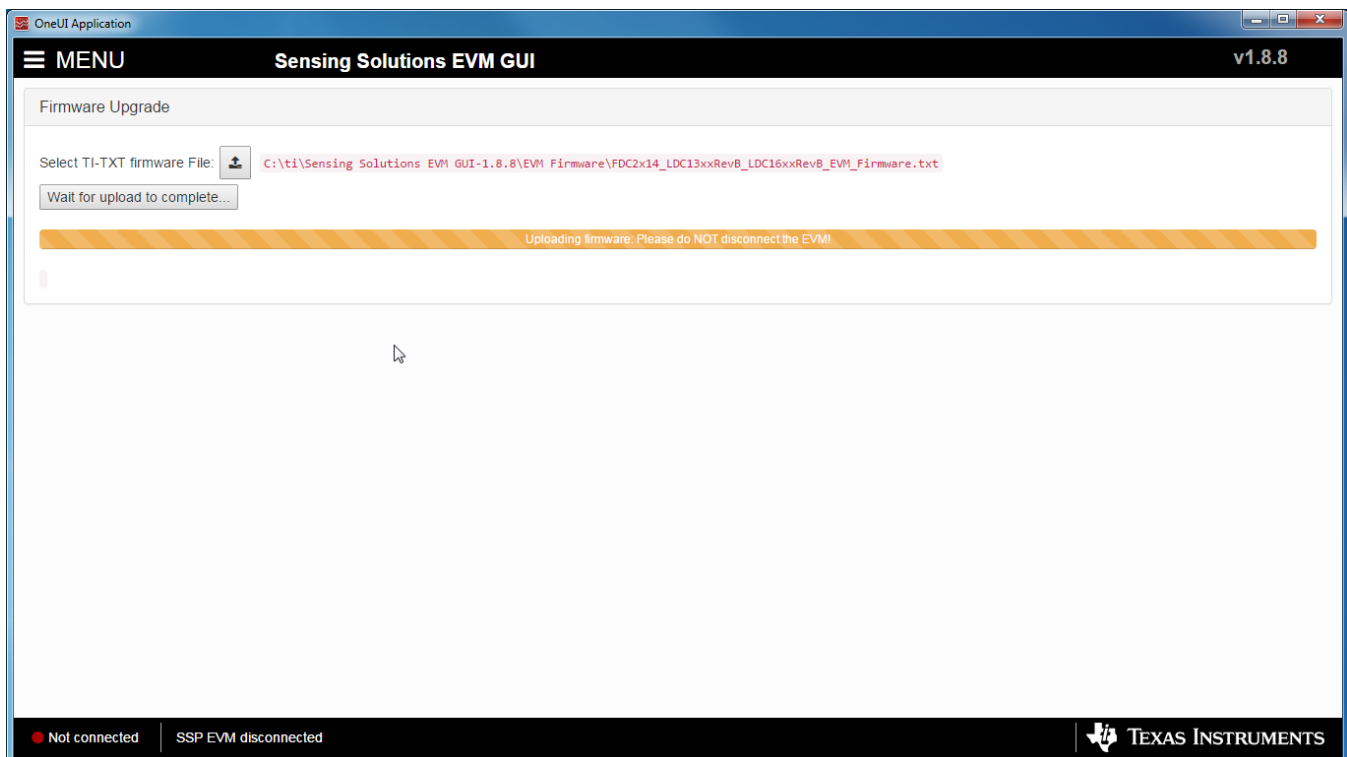 OneUI Application
MENU
Sensing Solutions EVM GUI
v1.8.8
Firmware Upgrade
Select TI-TXT firmware File:
C:\ti\Sensing Solutions EVM GUI-1.8.8\EVM Firmware\FDC2x14_LDC13xxRevB_LDC16xxRevB_EVM_Firmware.txt
Wait for upload to complete...
Uploading firmware: Please do NOT disconnect the EVM!
Not connected
SSP EVM disconnected
TEXAS INSTRUMENTS